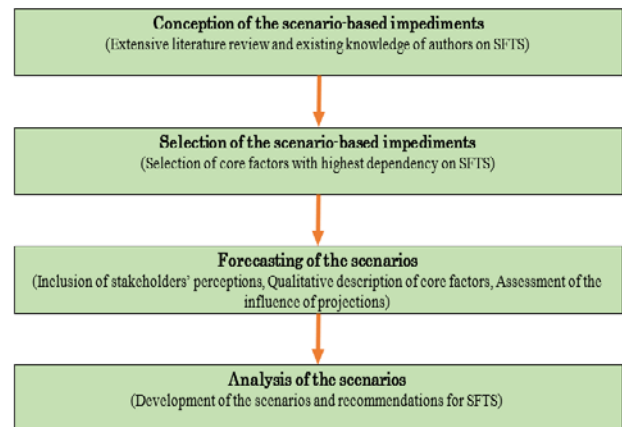 Conception of the scenario-based impediments
(Extensive literature review and existing knowledge of authors on SFTS)
Selection of the scenario-based impediments
(Selection of core factors with highest dependency on SFTS)
Forecasting of the scenarios
(Inclusion of stakeholders' perceptions, Qualitative description of core factors, Assessment of the
influence of projections)
Analysis of the scenarios
(Development of the scenarios and recommendations for SFTS)